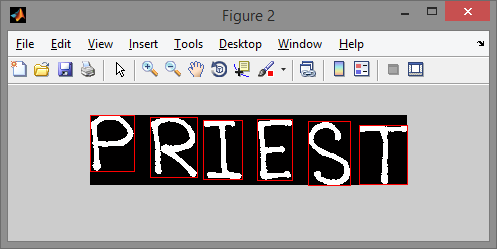 Figure 2
File Edit View Insert Tools Desktop Window Help
PRIEST